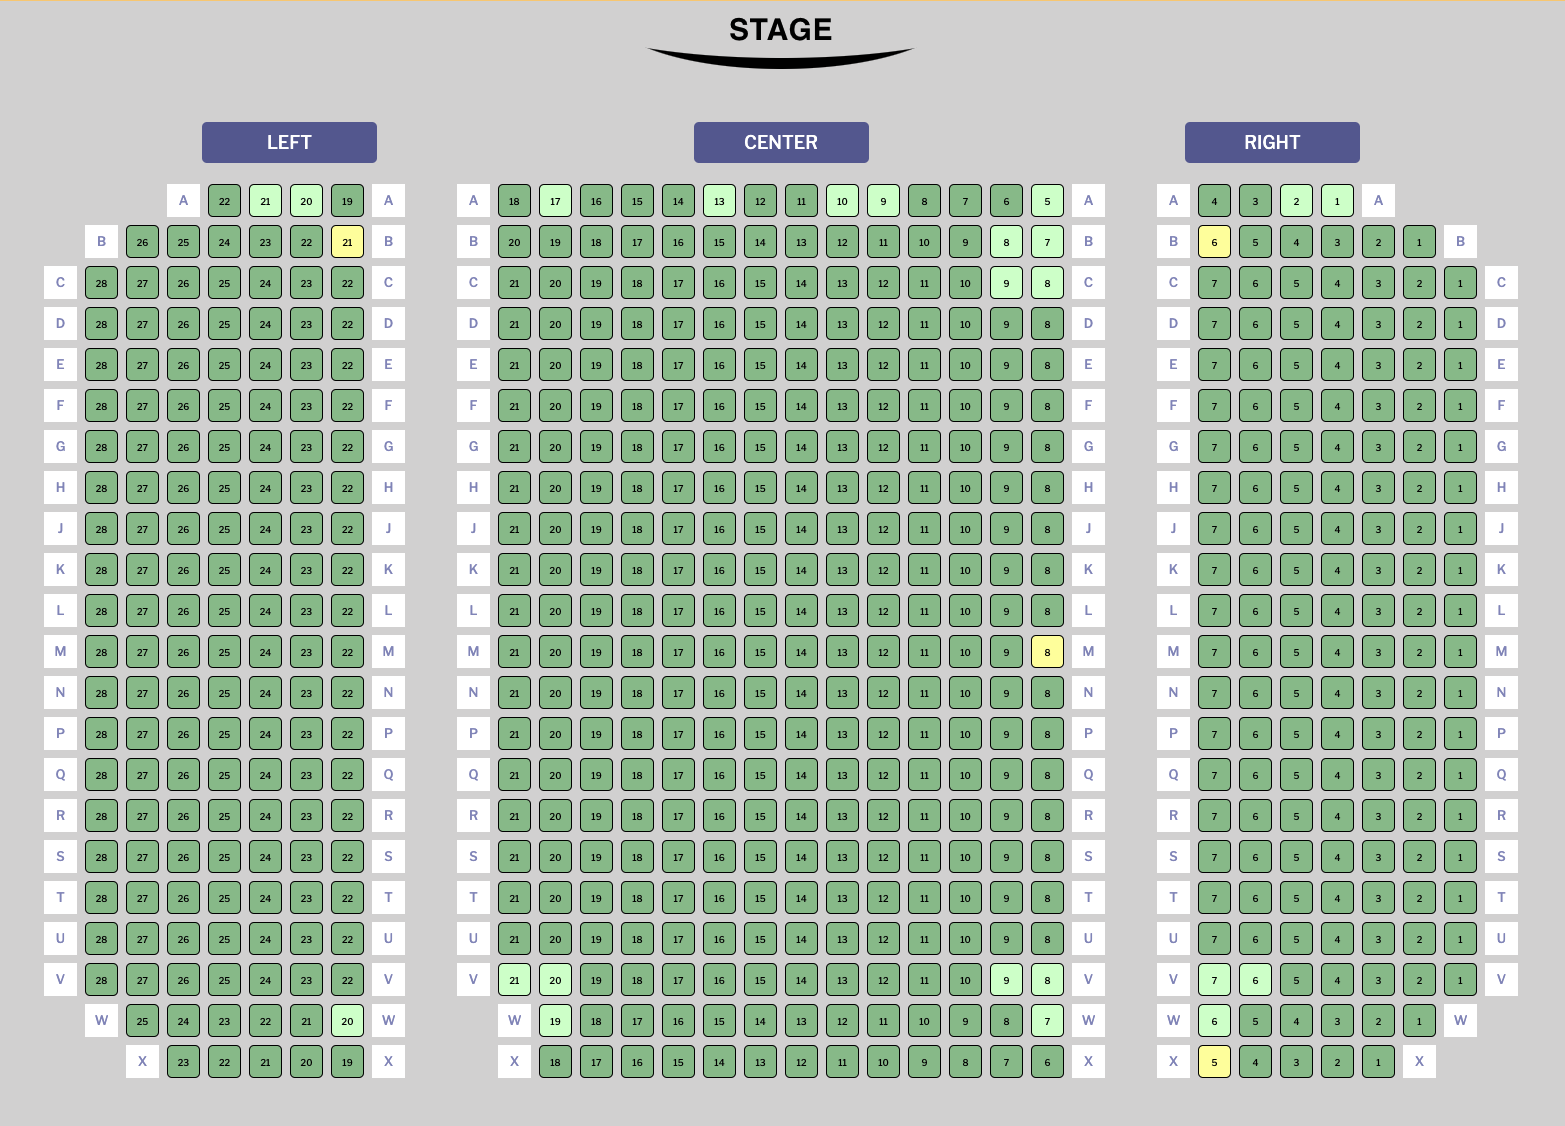 STAGE
LEFT CENTER RIGHT
A 22 21 20 19 A A 18 17 16 15 14 13 12 11 10 9 8 7 6 5 A A 4 3 2 1 A
B 26 25 24 23 22 21 B B 20 19 18 17 16 15 14 13 12 11 10 9 8 7 B B 6 5 4 3 2 1 B
C 28 27 26 25 24 23 22 C C 21 20 19 18 17 16 15 14 13 12 11 10 9 8 C C 7 6 5 4 3 2 1 C
D 28 27 26 25 24 23 22 D D 21 20 19 18 17 16 15 14 13 12 11 10 9 8 D D 7 6 5 4 3 2 1 D
E 28 27 26 25 24 23 22 E E 21 20 19 18 17 16 15 14 13 12 11 10 9 8 E E 7 6 5 4 3 2 1 E
F 28 27 26 25 24 23 22 F F 21 20 19 18 17 16 15 14 13 12 11 10 9 8 F F 7 6 5 4 3 2 1 F
G 28 27 26 25 24 23 22 G G 21 20 19 18 17 16 15 14 13 12 11 10 9 8 G G 7 6 5 4 3 2 1 G
H 28 27 26 25 24 23 22 H H 21 20 19 18 17 16 15 14 13 12 11 10 9 8 H H 7 6 5 4 3 2 1 H
J 28 27 26 25 24 23 22 J J 21 20 19 18 17 16 15 14 13 12 11 10 9 8 J J 7 6 5 4 3 2 1 J
K 28 27 26 25 24 23 22 K K 21 20 19 18 17 16 15 14 13 12 11 10 9 8 K K 7 6 5 4 3 2 1 K
L 28 27 26 25 24 23 22 L L 21 20 19 18 17 16 15 14 13 12 11 10 9 8 L L 7 6 5 4 3 2 1 L
M 28 27 26 25 24 23 22 M M 21 20 19 18 17 16 15 14 13 12 11 10 9 8 M M 7 6 5 4 3 2 1 M
N 28 27 26 25 24 23 22 N N 21 20 19 18 17 16 15 14 13 12 11 10 9 8 N N 7 6 5 4 3 2 1 N
P 28 27 26 25 24 23 22 P P 21 20 19 18 17 16 15 14 13 12 11 10 9 8 P P 7 6 5 4 3 2 1 P
Q 28 27 26 25 24 23 22 Q Q 21 20 19 18 17 16 15 14 13 12 11 10 9 8 Q Q 7 6 5 4 3 2 1 Q
R 28 27 26 25 24 23 22 R R 21 20 19 18 17 16 15 14 13 12 11 10 9 8 R R 7 6 5 4 3 2 1 R
S 28 27 26 25 24 23 22 S S 21 20 19 18 17 16 15 14 13 12 11 10 9 8 S S 7 6 5 4 3 2 1 S
T 28 27 26 25 24 23 22 T T 21 20 19 18 17 16 15 14 13 12 11 10 9 8 T T 7 6 5 4 3 2 1 T
U 28 27 26 25 24 23 22 U U 21 20 19 18 17 16 15 14 13 12 11 10 9 8 U U 7 6 5 4 3 2 1 U
V 28 27 26 25 24 23 22 V V 21 20 19 18 17 16 15 14 13 12 11 10 9 8 V V 7 6 5 4 3 2 1 V
W 25 24 23 22 21 20 W W 19 18 17 16 15 14 13 12 11 10 9 8 7 W W 6 5 4 3 2 1 W
X 23 22 21 20 19 X X 18 17 16 15 14 13 12 11 10 9 8 7 6 X X 5 4 3 2 1 X